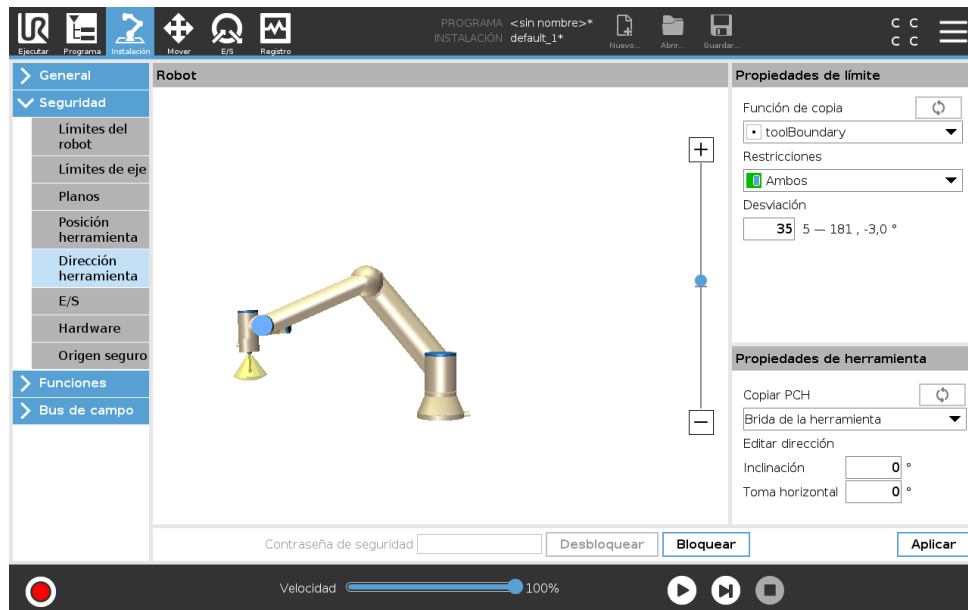 Ejecutar
Programa
Instalación
Mover
E/S
Registro
PROGRAMA <sin nombre>*
INSTALACIÓN default_1*
Nuevo...
Abrir...
Guardar...
C C
C C
General
Seguridad
Límites del
robot
Límites de eje
Planos
Posición
herramienta
Dirección
herramienta
E/S
Hardware
Origen seguro
Funciones
Bus de campo
Robot
Propiedades de límite
Función de copia
toolBoundary
Restricciones
Ambos
Desviación
35 5 — 181 , -3,0 °
Propiedades de herramienta
Copiar PCH
Brida de la herramienta
Editar dirección
Inclinación 0 °
Toma horizontal 0 °
Contraseña de seguridad
Desbloquear
Bloquear
Aplicar
Velocidad 100%